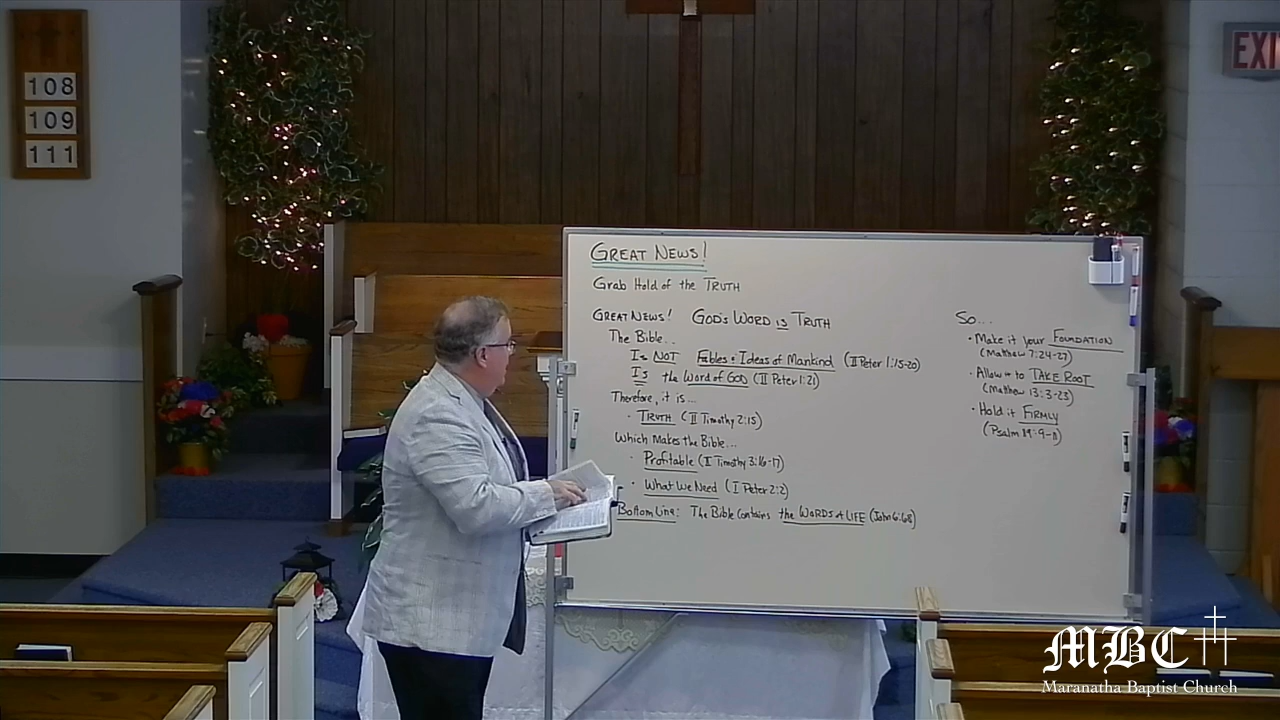 108
109
111
EXI
GREAT NEWS!
Grab Hold of the TRUTH
GREAT NEWS! GOD'S WORD IS TRUTH
The Bible...
Is NOT Fables & Ideas of Mankind (II Peter 1:15-20)
Is the Word of GOD (II Peter 1:21)
Therefore, it is...
• TRUTH (II Timothy 2:15)
Which Makes the Bible...
• Profitable (II Timothy 3:16-17)
• What We Need (I Peter 2:2)
Bottom Line: The Bible Contains the WORDS of LIFE (John 6:68)
So...
• Make it your FOUNDATION
(Matthew 7:24-27)
• Allow it to TAKE ROOT
(Matthew 13:3-23)
• Hold it FIRMLY
(Psalm 119:9-11)
MBC
Maranatha Baptist Church